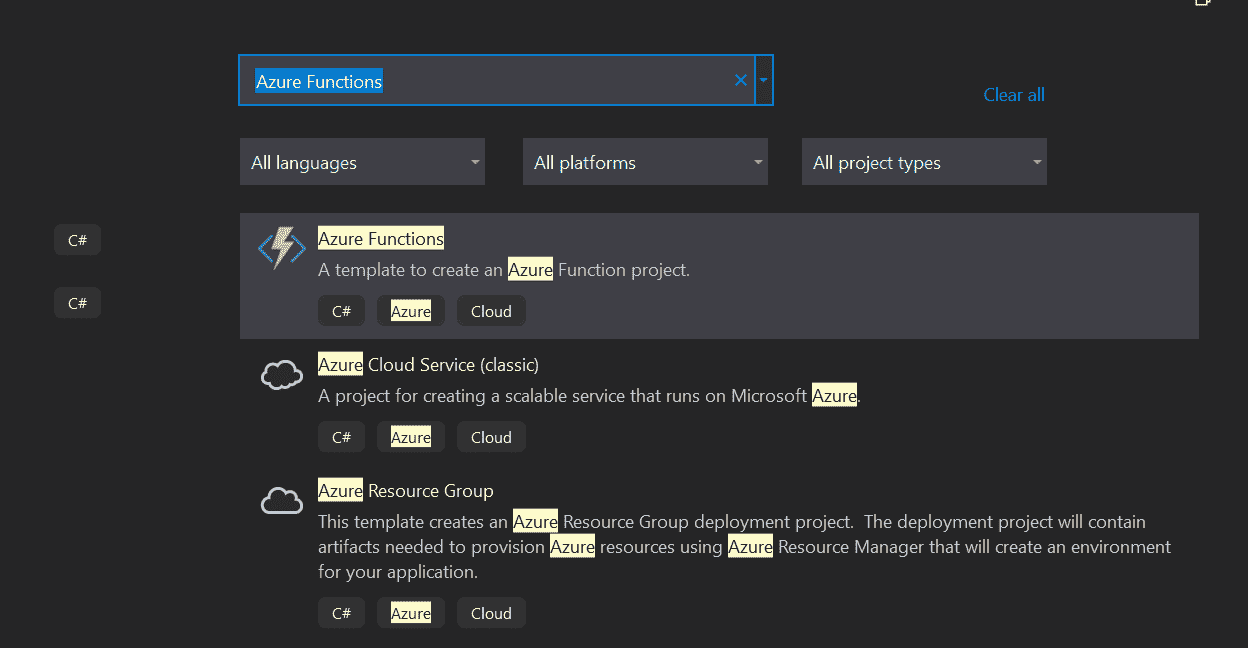 Azure Functions
Clear all
All languages
All platforms
All project types
C#
C#
Azure Functions
A template to create an Azure Function project.
C# Azure Cloud
Azure Cloud Service (classic)
A project for creating a scalable service that runs on Microsoft Azure.
C# Azure Cloud
Azure Resource Group
This template creates an Azure Resource Group deployment project.  The deployment project will contain
artifacts needed to provision Azure resources using Azure Resource Manager that will create an environment
for your application.
C# Azure Cloud